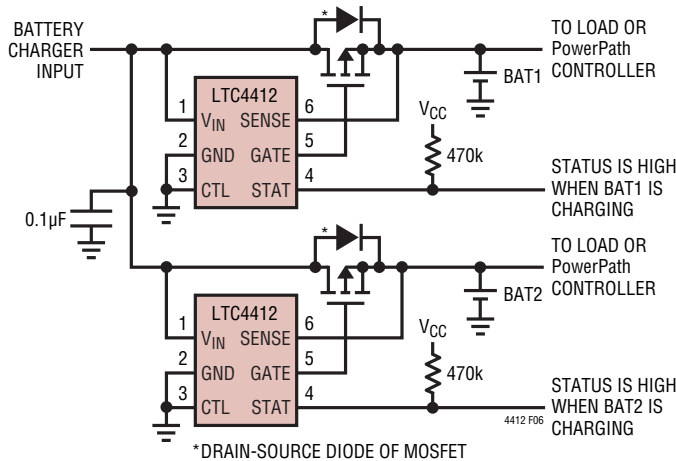 BATTERY
CHARGER
INPUT
*
TO LOAD OR
PowerPath
CONTROLLER
BAT1
LTC4412
1
VIN SENSE
6
2
GND GATE
5
3
CTL STAT
4
VCC
470k
STATUS IS HIGH
WHEN BAT1 IS
CHARGING
0.1µF
*
TO LOAD OR
PowerPath
CONTROLLER
BAT2
LTC4412
1
VIN SENSE
6
2
GND GATE
5
3
CTL STAT
4
VCC
470k
STATUS IS HIGH
WHEN BAT2 IS
CHARGING
4412 F06
*DRAIN-SOURCE DIODE OF MOSFET